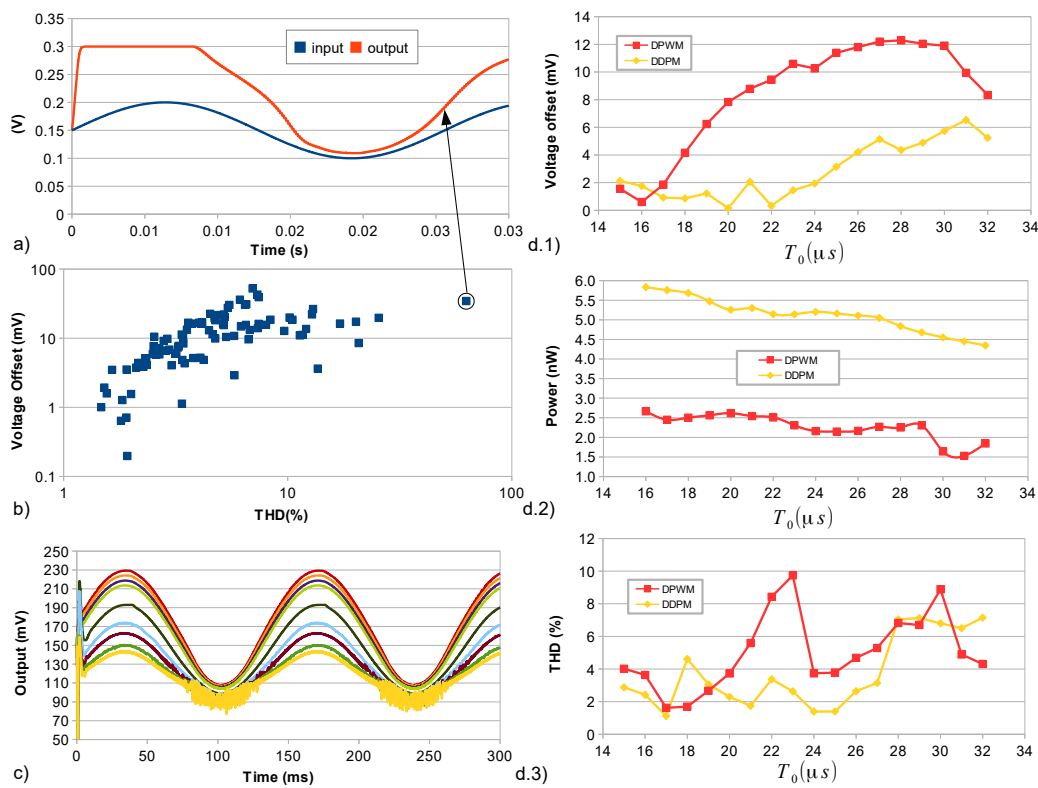 a)
0.35
0.3
0.25
0.2
0.15
0.1
0.05
0
(V)
input output
0 0.01 0.01 0.02 0.02 0.03 0.03
Time (s)
b)
100
10
1
0.1
Voltage Offset (mV)
1 10 100
THD(%)
c)
250
230
210
190
170
150
130
110
90
70
50
Output (mV)
0 50 100 150 200 250 300
Time (ms)
d.1)
14
12
10
8
6
4
2
0
Voltage offset (mV)
DPWM
DDPM
14 16 18 20 22 24 26 28 30 32 34
T₀(μs)
d.2)
6.0
5.5
5.0
4.5
4.0
3.5
3.0
2.5
2.0
1.5
1.0
Power (nW)
DPWM
DDPM
14 16 18 20 22 24 26 28 30 32 34
T₀(μs)
d.3)
12
10
8
6
4
2
0
THD (%)
DPWM
DDPM
14 16 18 20 22 24 26 28 30 32 34
T₀(μs)